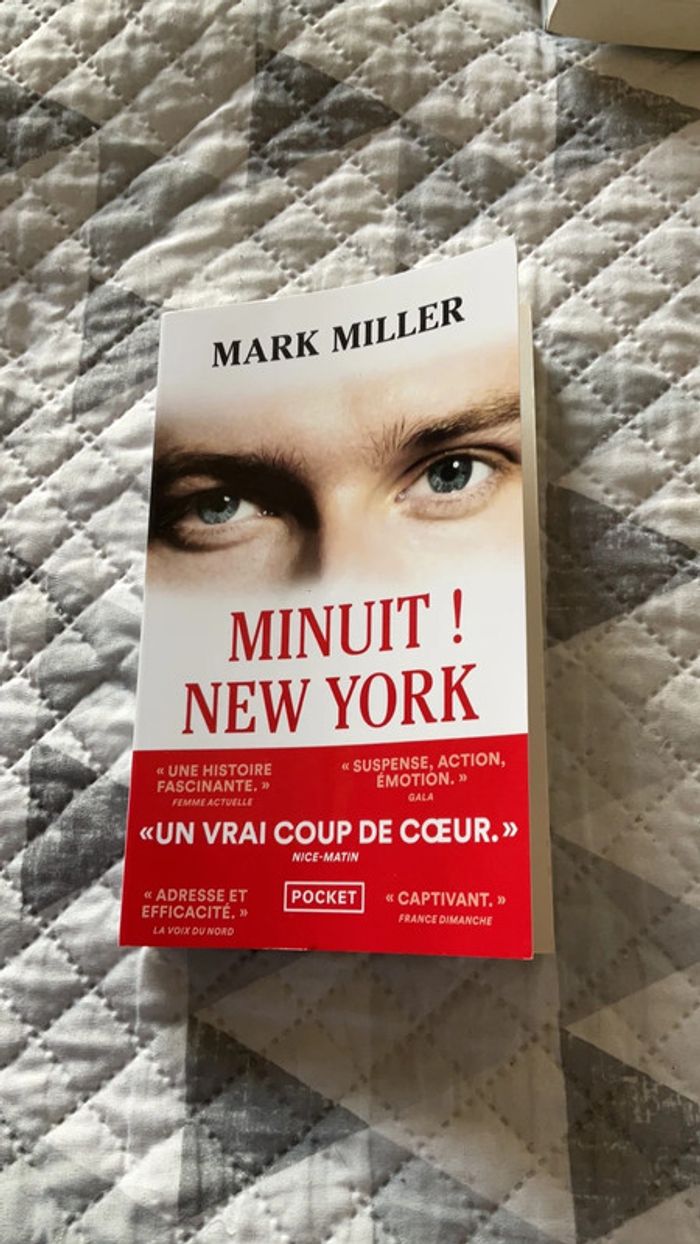 MARK MILLER
MINUIT !
NEW YORK
« UNE HISTOIRE
FASCINANTE. »
FEMME ACTUELLE
« SUSPENSE, ACTION,
ÉMOTION. »
GALA
«UN VRAI COUP DE CŒUR.»
NICE-MATIN
« ADRESSE ET
EFFICACITÉ. »
LA VOIX DU NORD
POCKET
« CAPTIVANT. »
FRANCE DIMANCHE